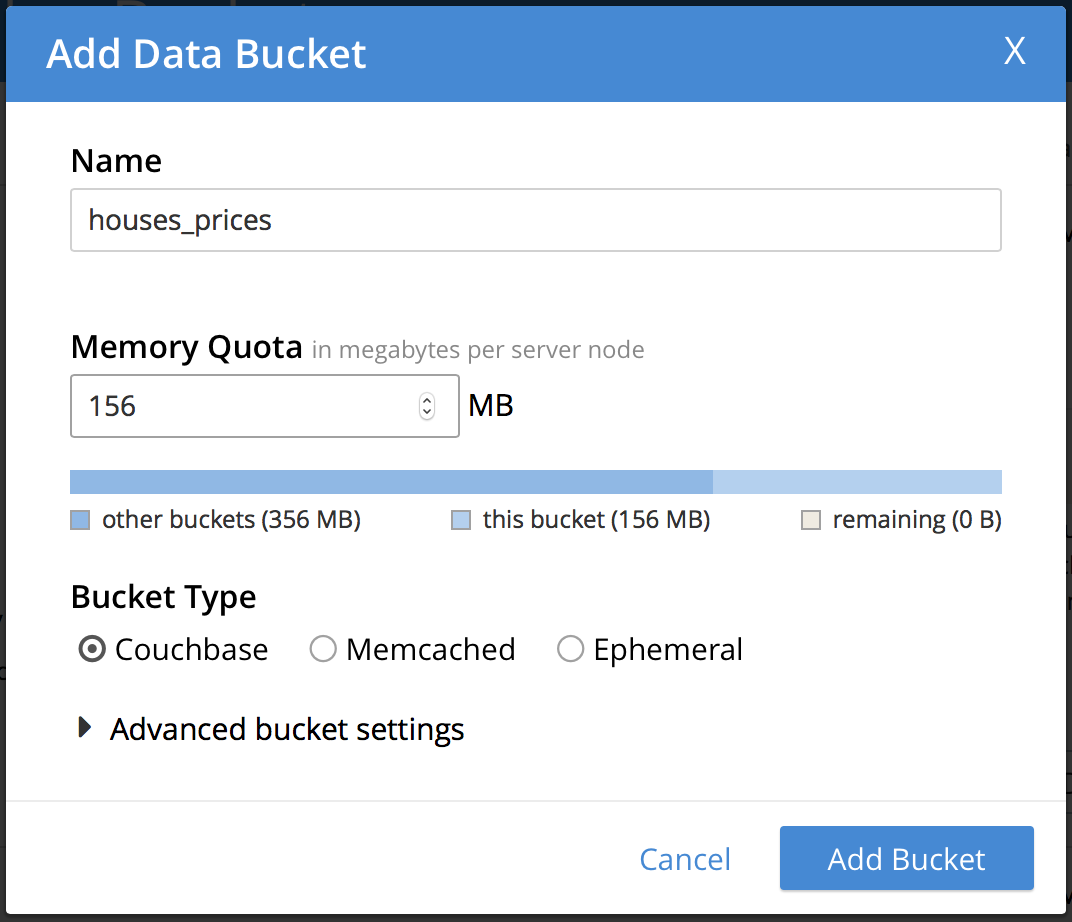 Add Data Bucket X
Name
houses_prices
Memory Quota in megabytes per server node
156 MB
other buckets (356 MB) this bucket (156 MB) remaining (0 B)
Bucket Type
Couchbase Memcached Ephemeral
Advanced bucket settings
Cancel Add Bucket